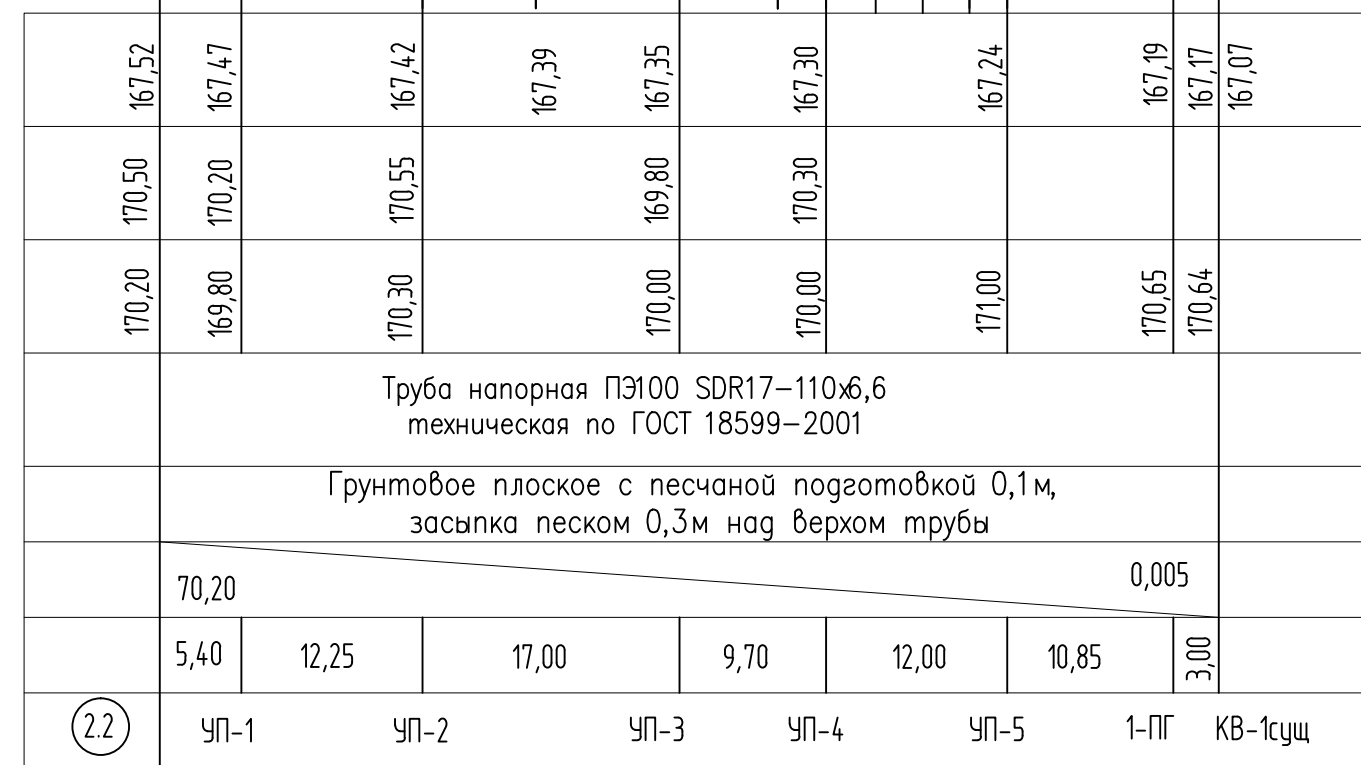 167,52 167,47 167,42 167,39 167,35 167,30 167,24 167,19 167,17 167,07
170,50 170,20 170,55 169,80 170,30
170,20 169,80 170,30 170,00 170,00 171,00 170,65 170,64
Труба напорная ПЭ100 SDR17-110х6,6
техническая по ГОСТ 18599-2001
Грунтовое плоское с песчаной подготовкой 0,1м,
засыпка песком 0,3м над верхом трубы
70,20 0,005
5,40 12,25 17,00 9,70 12,00 10,85 3,00
2.2 УП-1 УП-2 УП-3 УП-4 УП-5 1-ПГ КВ-1сущ